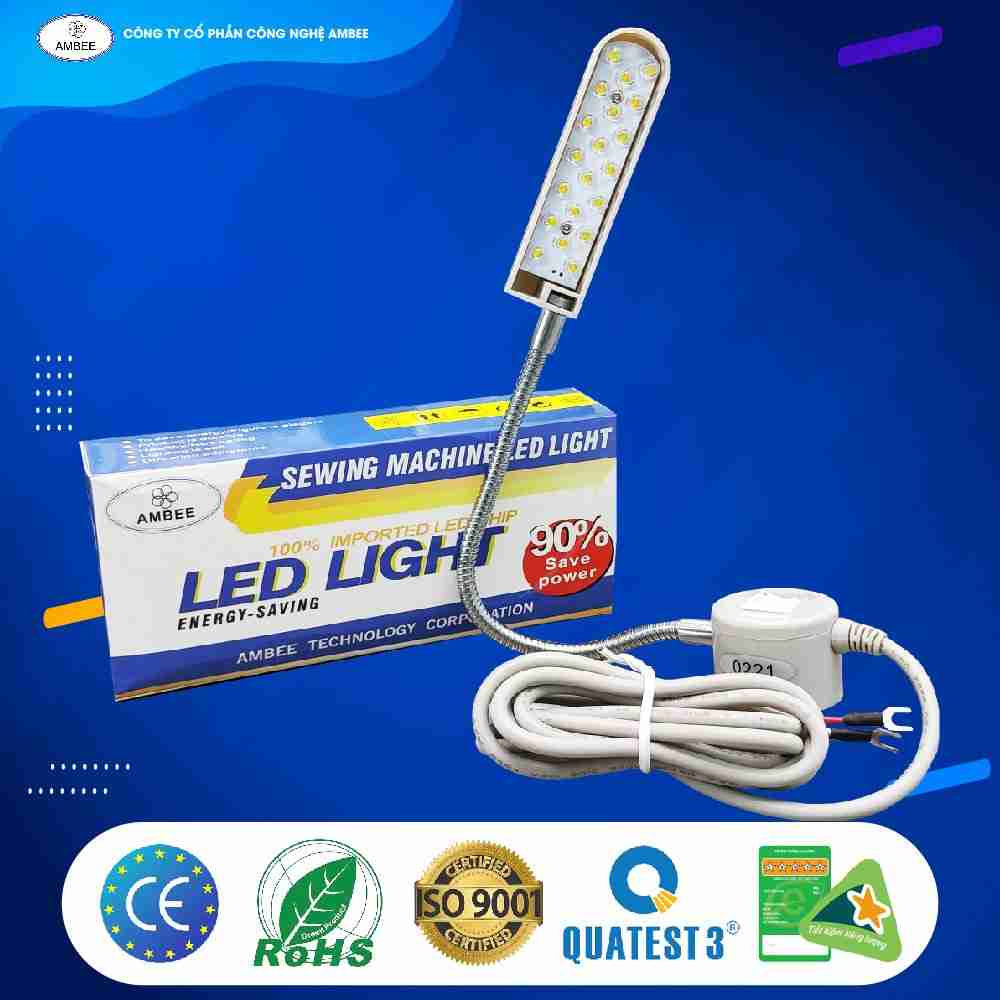 AMBEE
CÔNG TY CỔ PHẦN CÔNG NGHỆ AMBEE
SEWING MACHINE LED LIGHT
AMBEE
100% IMPORTED LED CHIP
LED LIGHT
ENERGY-SAVING
90%
Save
power
AMBEE TECHNOLOGY CORPORATION
0221
CE
Green Product
RoHS
CERTIFIED
ISO 9001
CERTIFIED
QUATEST 3®
Tiết kiệm năng lượng